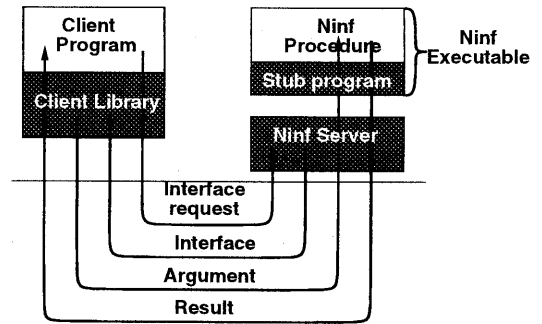 Client
Program
Client Library
Ninf
Procedure
Stub program
Ninf Server
Ninf
Executable
Interface
request
Interface
Argument
Result